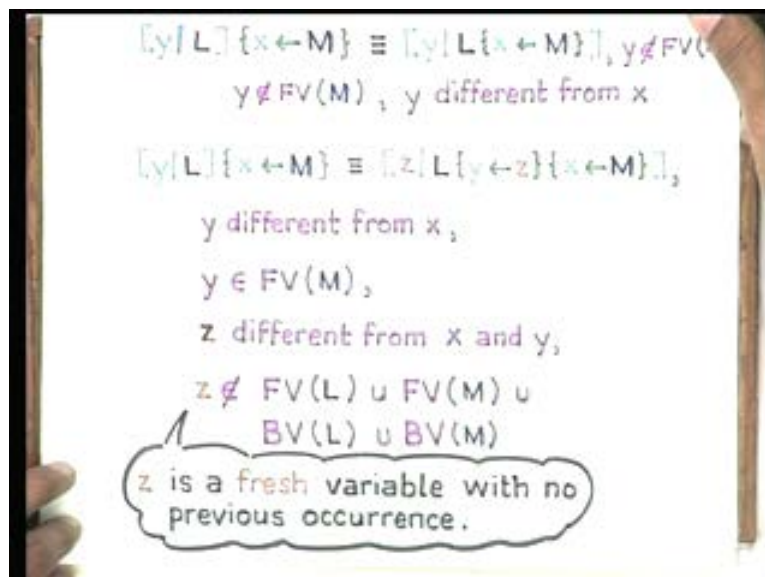 [y|L]{x←M} ≡ [y|L{x←M}], y∉FV(
y∉FV(M), y different from x
[y|L]{x←M} ≡ [z|L{y←z}{x←M}],
y different from x,
y ∈ FV(M),
z different from x and y,
z ∉ FV(L) ∪ FV(M) ∪
BV(L) ∪ BV(M)
z is a fresh variable with no
previous occurrence.